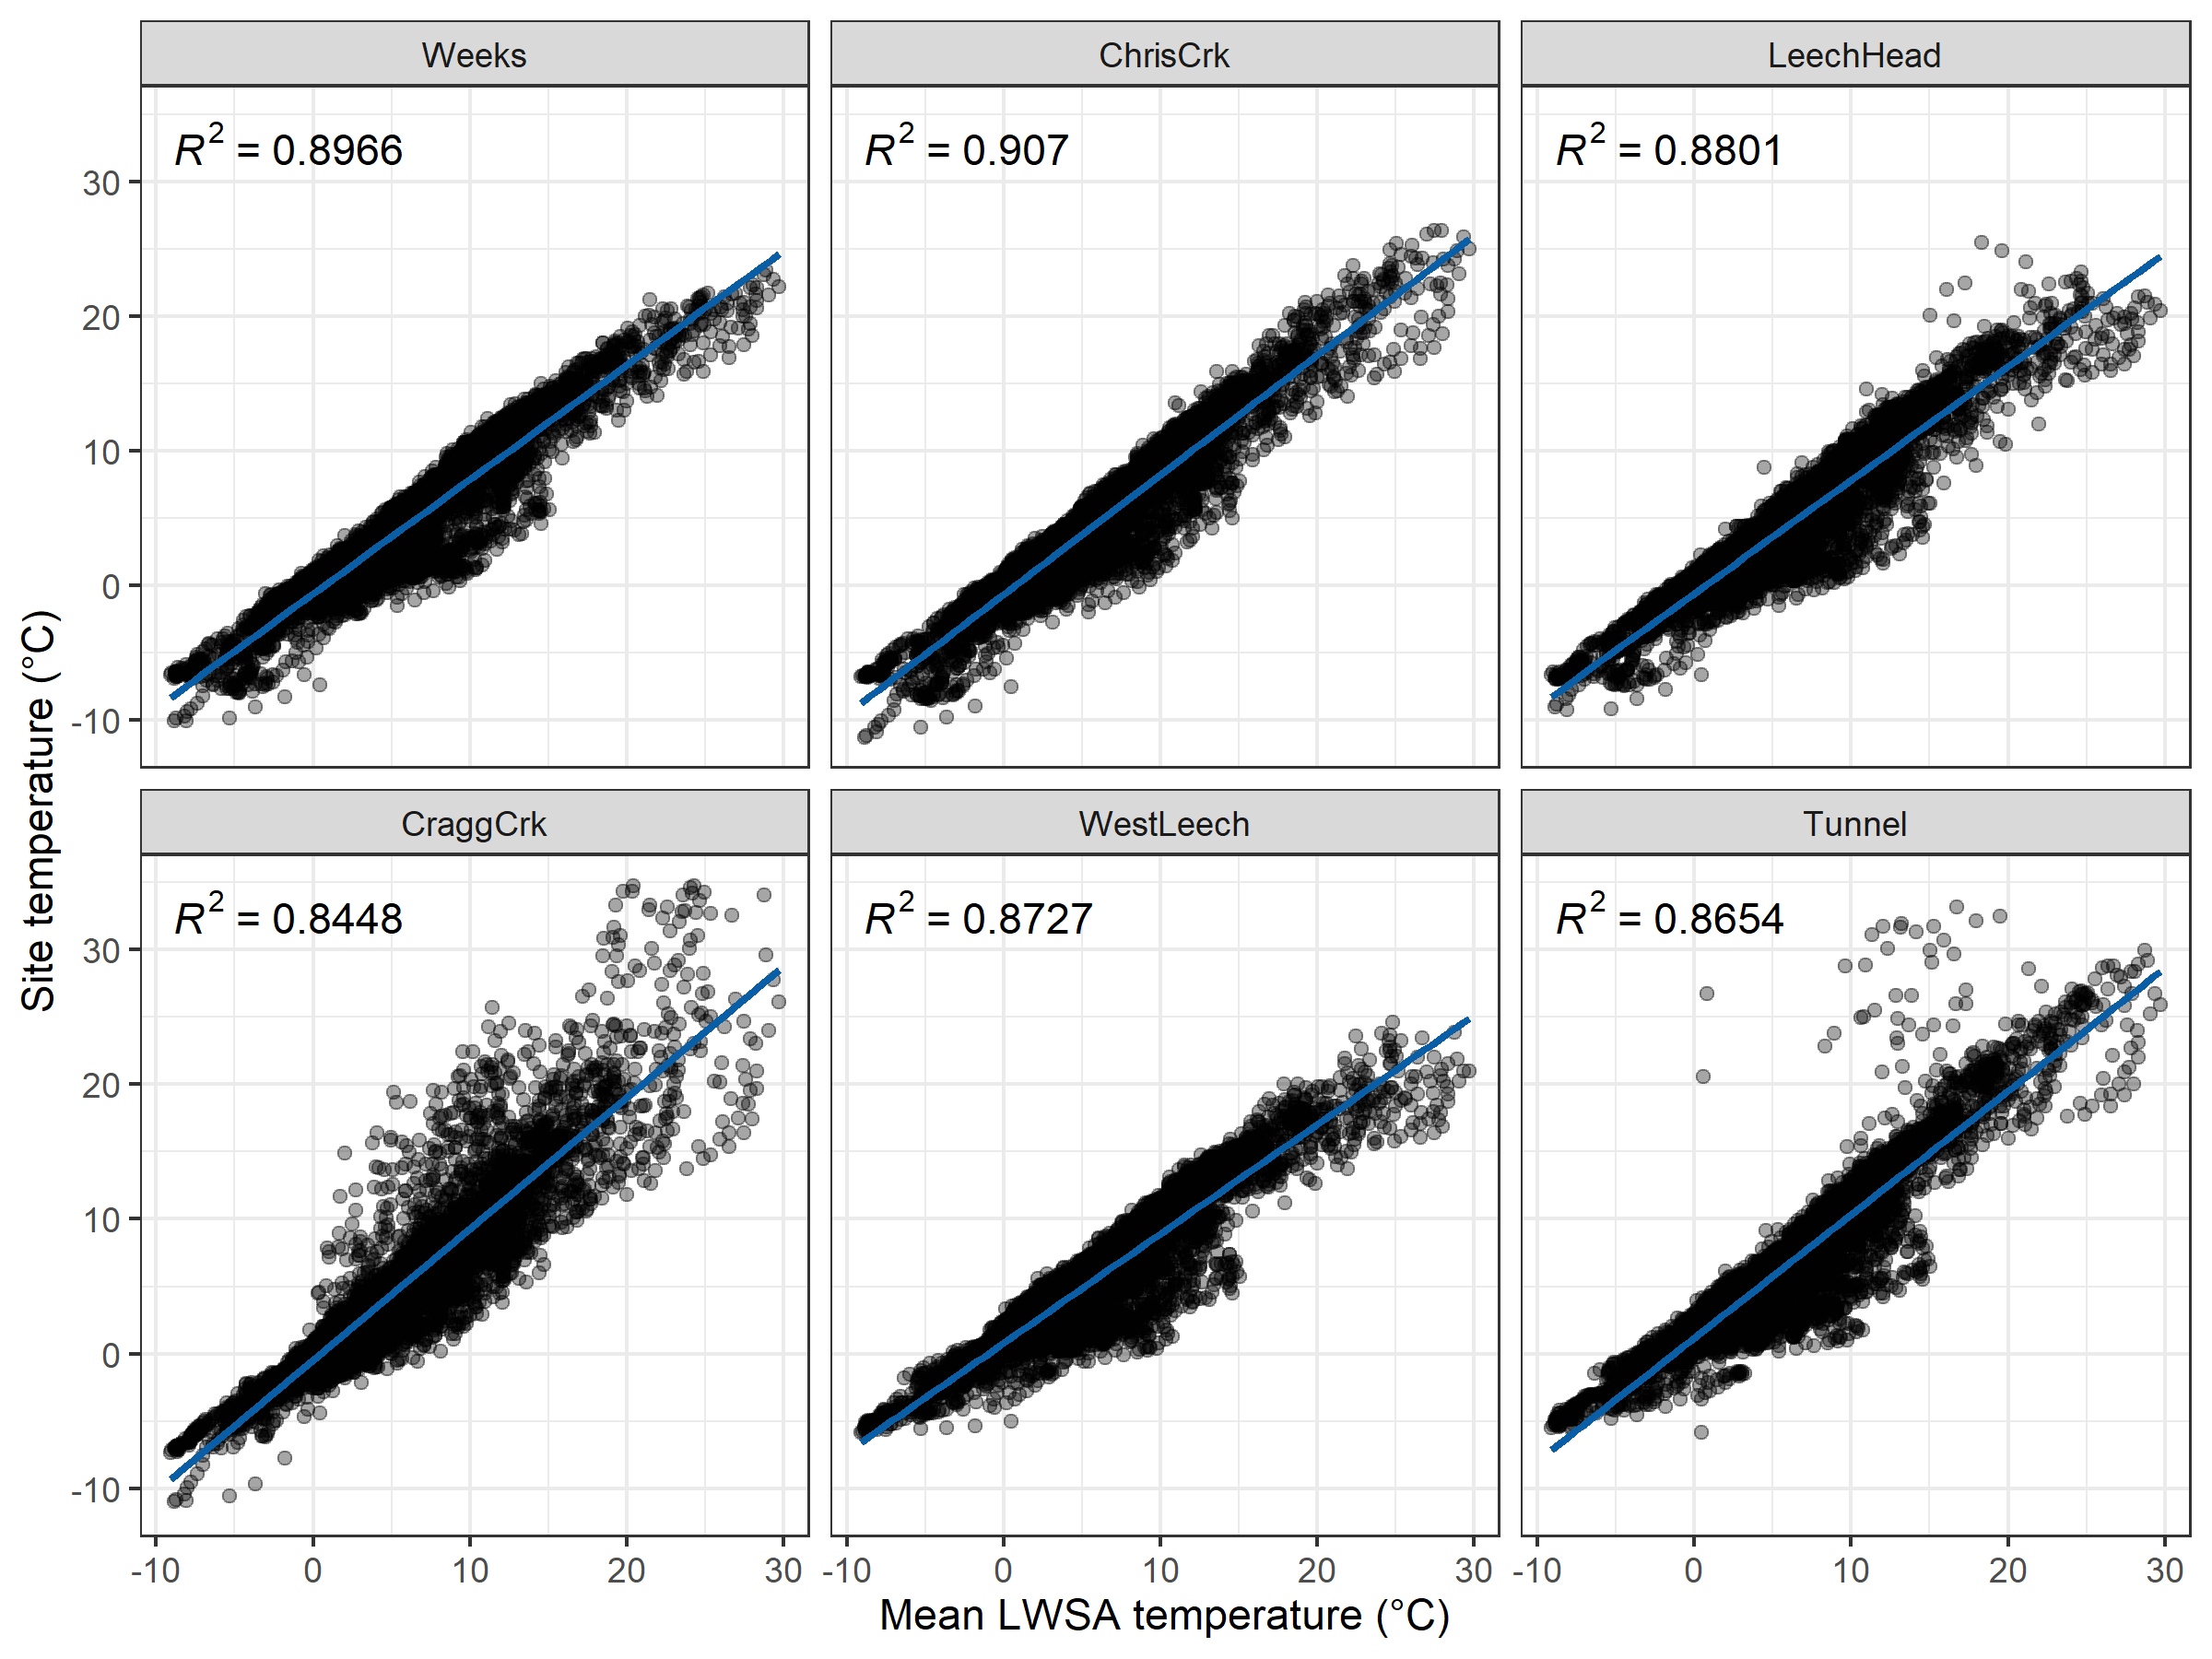 Weeks
ChrisCrk
LeechHead
R² = 0.8966
R² = 0.907
R² = 0.8801
30
20
10
0
-10
CraggCrk
WestLeech
Tunnel
R² = 0.8448
R² = 0.8727
R² = 0.8654
30
20
10
0
-10
-10 0 10 20 30
-10 0 10 20 30
-10 0 10 20 30
Site temperature (°C)
Mean LWSA temperature (°C)